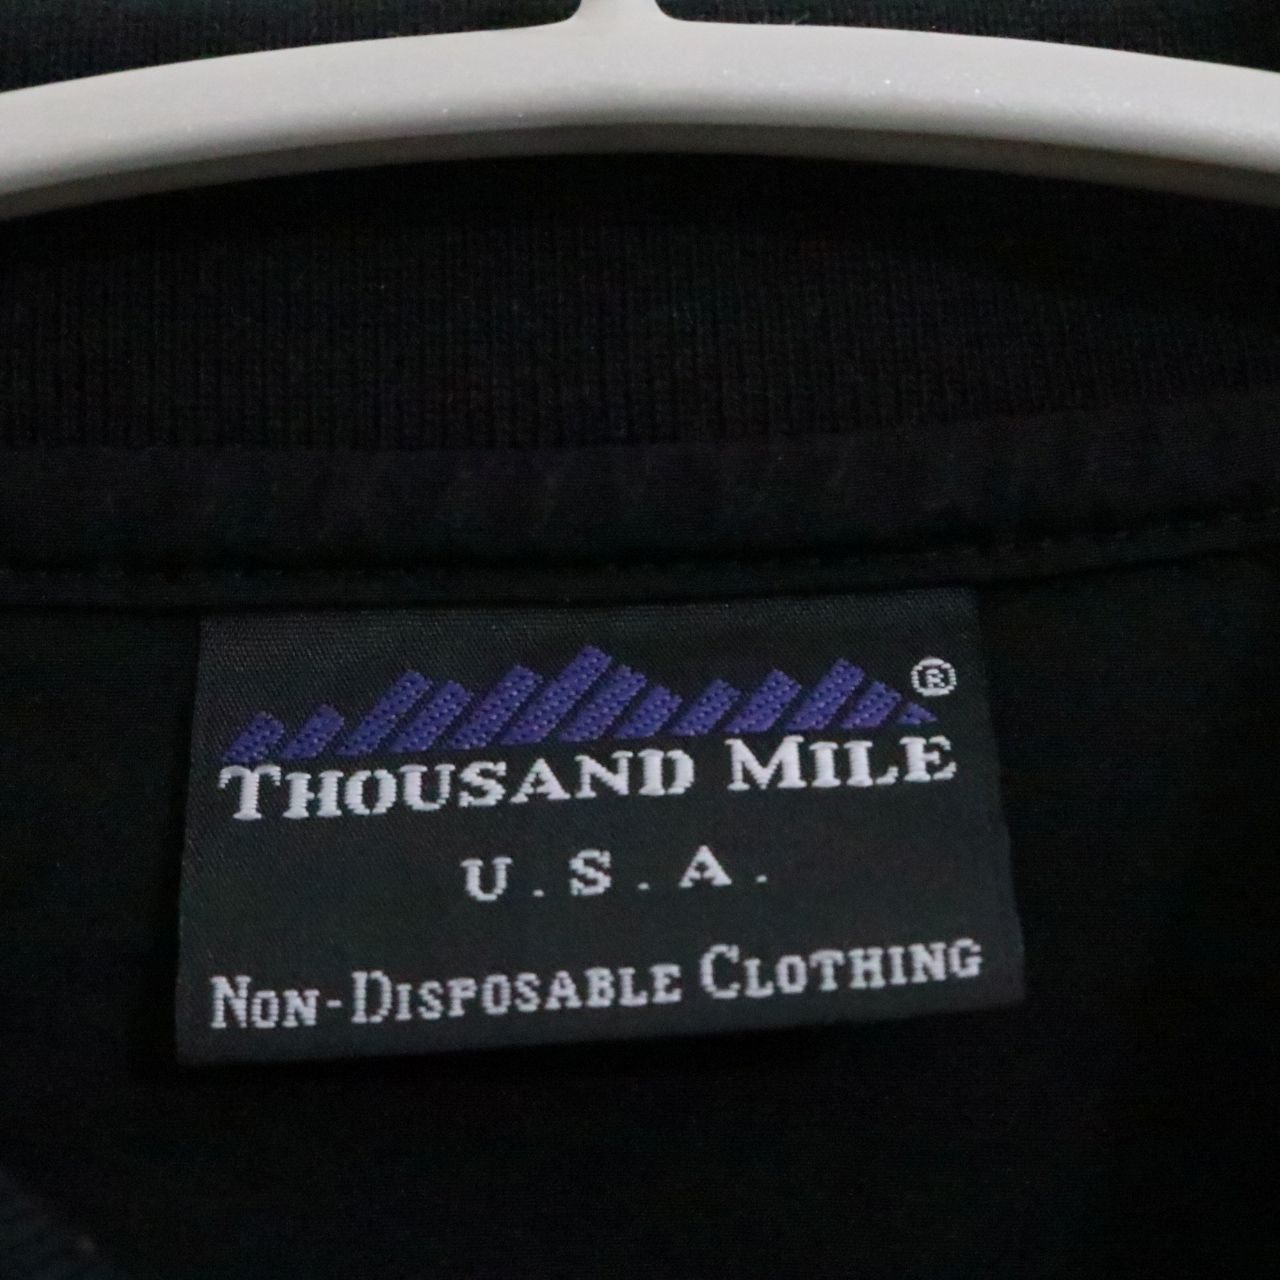 ®
THOUSAND MILE
U.S.A.
NON-DISPOSABLE CLOTHING